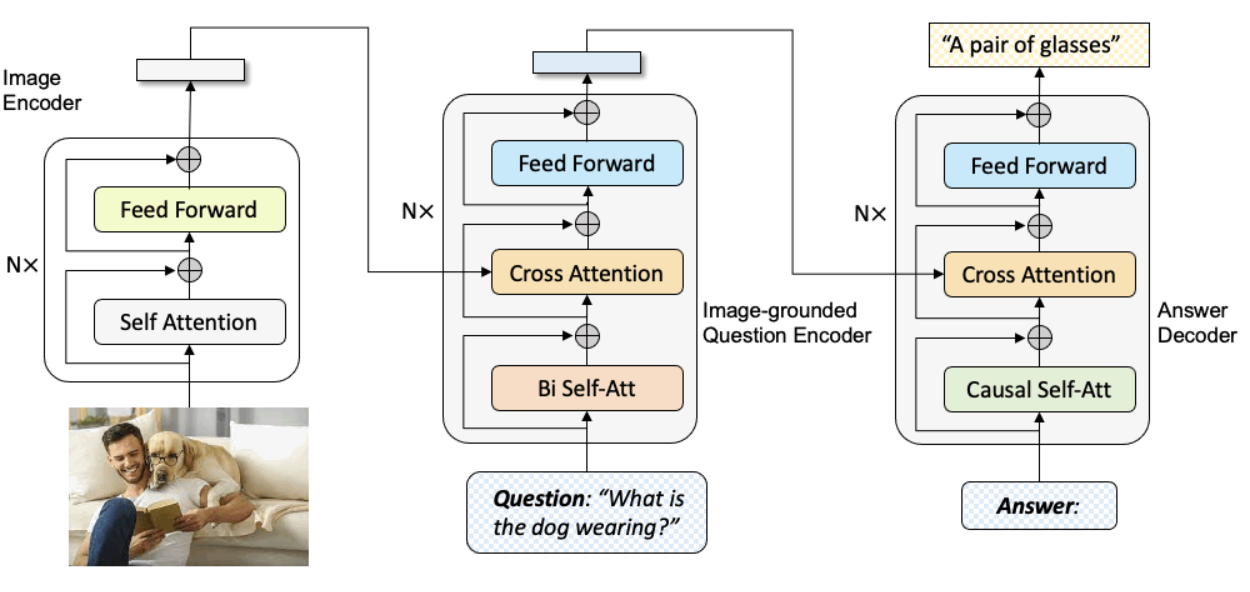 Image
Encoder
N×
Feed Forward
Self Attention
N×
Feed Forward
Cross Attention
Bi Self-Att
Image-grounded
Question Encoder
Question: “What is
the dog wearing?”
“A pair of glasses”
N×
Feed Forward
Cross Attention
Causal Self-Att
Answer
Decoder
Answer: